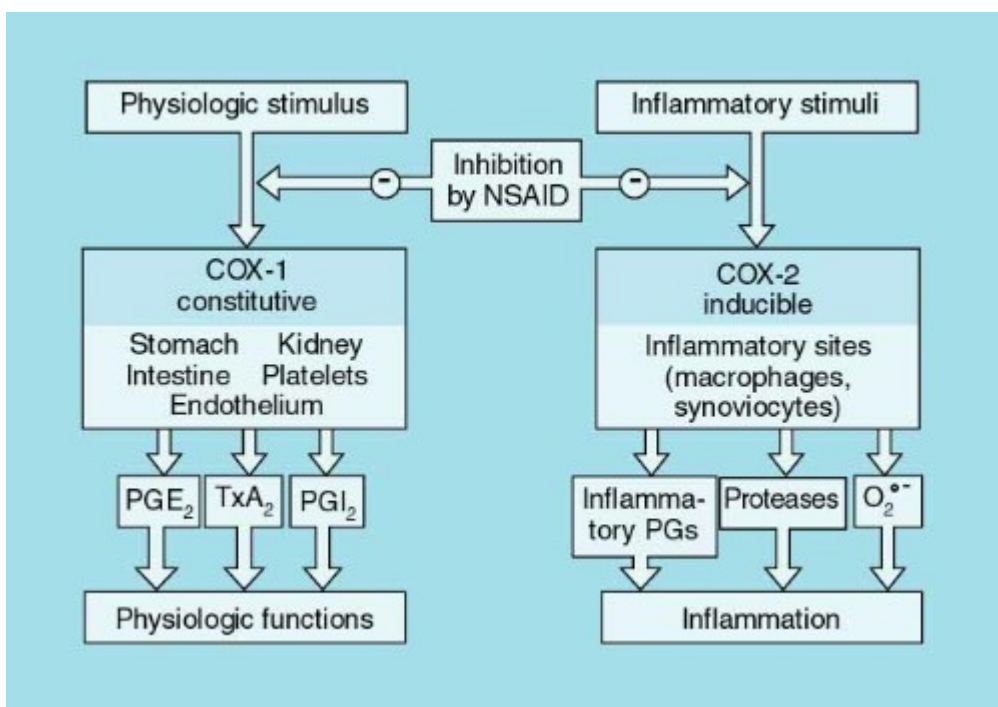 Physiologic stimulus
Inflammatory stimuli
Inhibition
by NSAID
-
-
COX-1
constitutive
Stomach Kidney
Intestine Platelets
Endothelium
COX-2
inducible
Inflammatory sites
(macrophages,
synoviocytes)
PGE₂
TxA₂
PGI₂
Inflamma-
tory PGs
Proteases
O₂•-
Physiologic functions
Inflammation